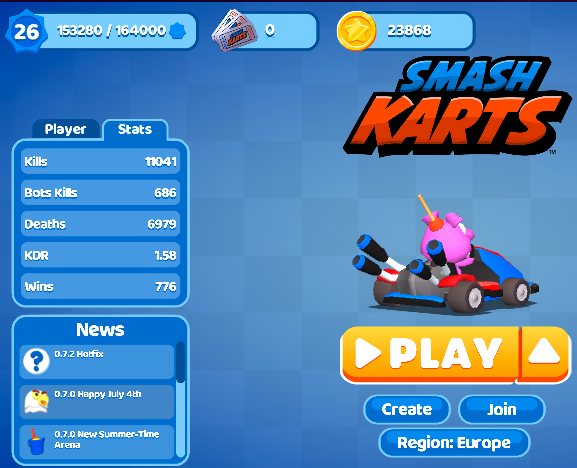 26
153280 / 164000
0
23868
SMASH
KARTS
TM
Player
Stats
Kills 11041
Bots Kills 686
Deaths 6979
KDR 1.58
Wins 776
News
0.7.2 Hotfix
0.7.0 Happy July 4th
0.7.0 New Summer-Time
Arena
PLAY
Create
Join
Region: Europe